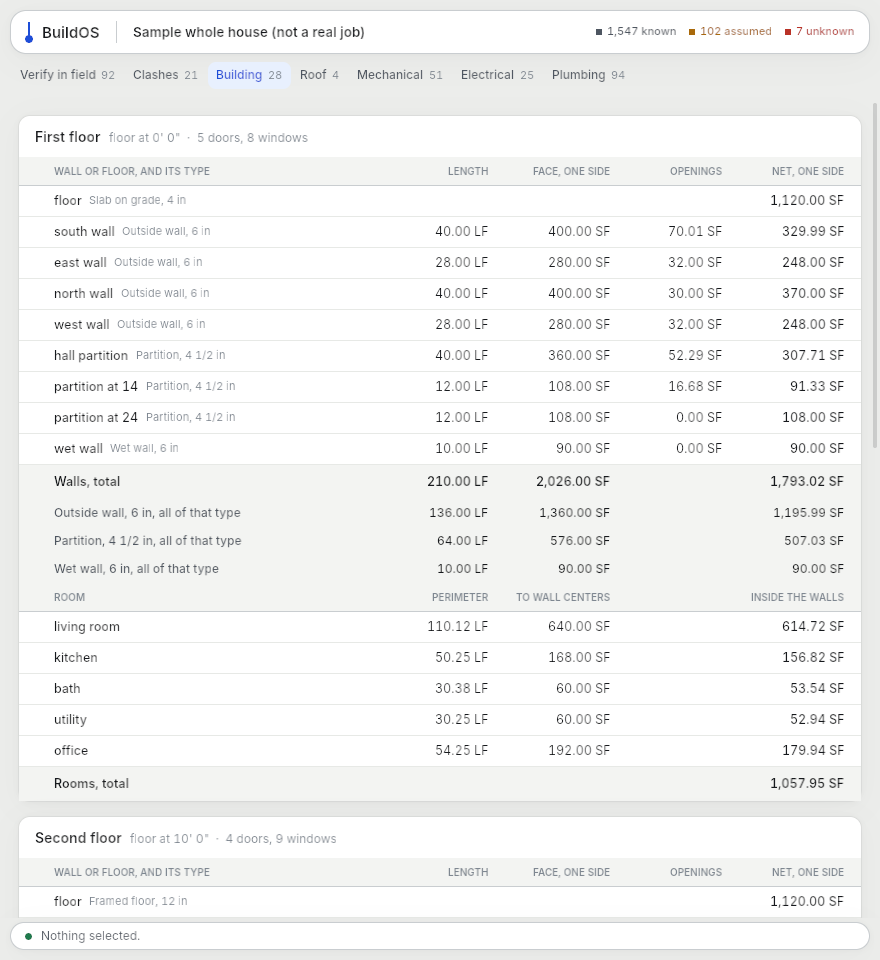 BuildOS Sample whole house (not a real job) 1,547 known 102 assumed 7 unknown
Verify in field 92 Clashes 21 Building 28 Roof 4 Mechanical 51 Electrical 25 Plumbing 94
First floor floor at 0' 0" · 5 doors, 8 windows
WALL OR FLOOR, AND ITS TYPE LENGTH FACE, ONE SIDE OPENINGS NET, ONE SIDE
floor Slab on grade, 4 in 1,120.00 SF
south wall Outside wall, 6 in 40.00 LF 400.00 SF 70.01 SF 329.99 SF
east wall Outside wall, 6 in 28.00 LF 280.00 SF 32.00 SF 248.00 SF
north wall Outside wall, 6 in 40.00 LF 400.00 SF 30.00 SF 370.00 SF
west wall Outside wall, 6 in 28.00 LF 280.00 SF 32.00 SF 248.00 SF
hall partition Partition, 4 1/2 in 40.00 LF 360.00 SF 52.29 SF 307.71 SF
partition at 14 Partition, 4 1/2 in 12.00 LF 108.00 SF 16.68 SF 91.33 SF
partition at 24 Partition, 4 1/2 in 12.00 LF 108.00 SF 0.00 SF 108.00 SF
wet wall Wet wall, 6 in 10.00 LF 90.00 SF 0.00 SF 90.00 SF
Walls, total 210.00 LF 2,026.00 SF 1,793.02 SF
Outside wall, 6 in, all of that type 136.00 LF 1,360.00 SF 1,195.99 SF
Partition, 4 1/2 in, all of that type 64.00 LF 576.00 SF 507.03 SF
Wet wall, 6 in, all of that type 10.00 LF 90.00 SF 90.00 SF
ROOM PERIMETER TO WALL CENTERS INSIDE THE WALLS
living room 110.12 LF 640.00 SF 614.72 SF
kitchen 50.25 LF 168.00 SF 156.82 SF
bath 30.38 LF 60.00 SF 53.54 SF
utility 30.25 LF 60.00 SF 52.94 SF
office 54.25 LF 192.00 SF 179.94 SF
Rooms, total 1,057.95 SF
Second floor floor at 10' 0" · 4 doors, 9 windows
WALL OR FLOOR, AND ITS TYPE LENGTH FACE, ONE SIDE OPENINGS NET, ONE SIDE
floor Framed floor, 12 in 1,120.00 SF
Nothing selected.